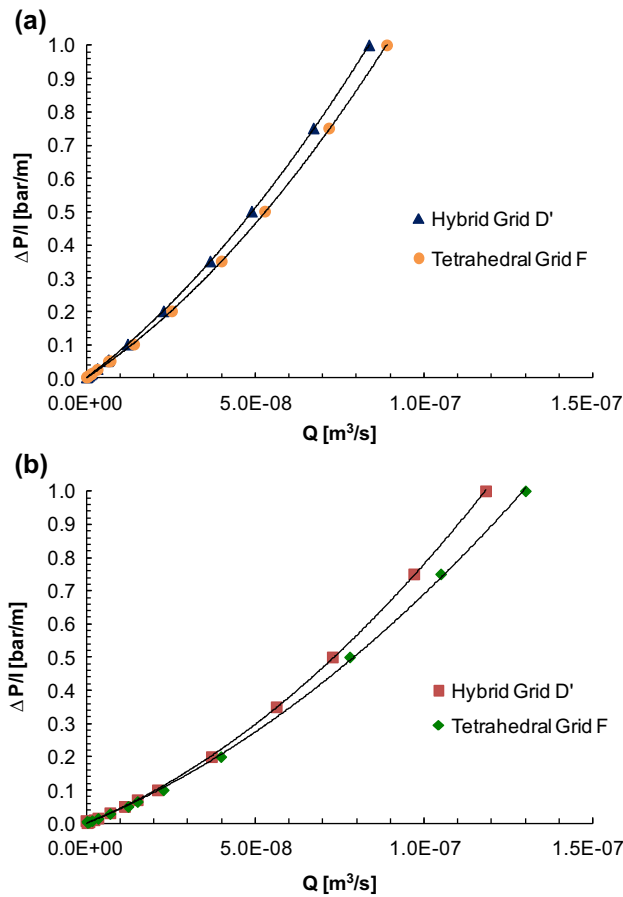 (a)
1.0
0.9
0.8
0.7
0.6
0.5
0.4
0.3
0.2
0.1
0.0
ΔP/l [bar/m]
Hybrid Grid D'
Tetrahedral Grid F
0.0E+00 5.0E-08 1.0E-07 1.5E-07
Q [m³/s]
(b)
1.0
0.9
0.8
0.7
0.6
0.5
0.4
0.3
0.2
0.1
0.0
ΔP/l [bar/m]
Hybrid Grid D'
Tetrahedral Grid F
0.0E+00 5.0E-08 1.0E-07 1.5E-07
Q [m³/s]